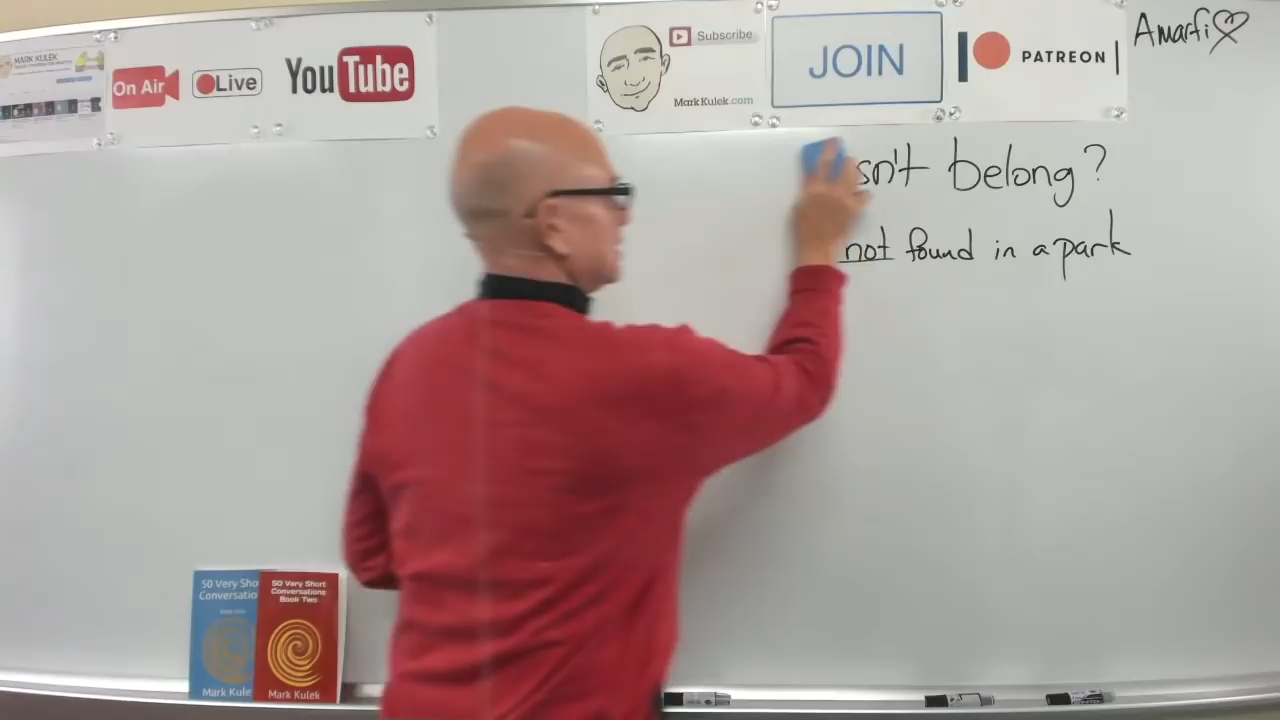 MARK KULEK
On Air
Live
YouTube
Subscribe
MarkKulek.com
JOIN
PATREON
Amarfi
sn't belong?
not found in a park
50 Very Sho
Conversatio
Mark Kule
50 Very Short
Conversations
Book Two
Mark Kulek